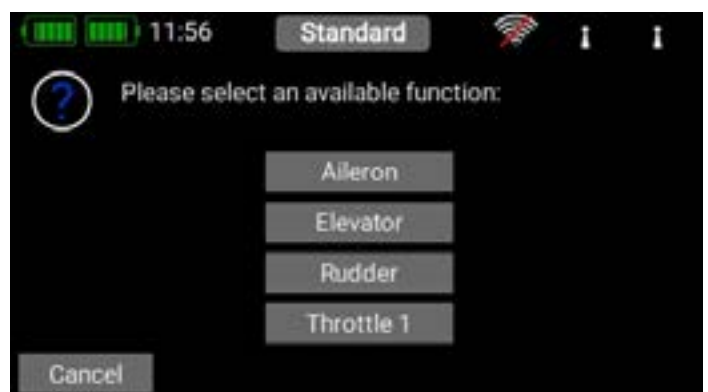 11:56 Standard
? Please select an available function:
Aileron
Elevator
Rudder
Throttle 1
Cancel